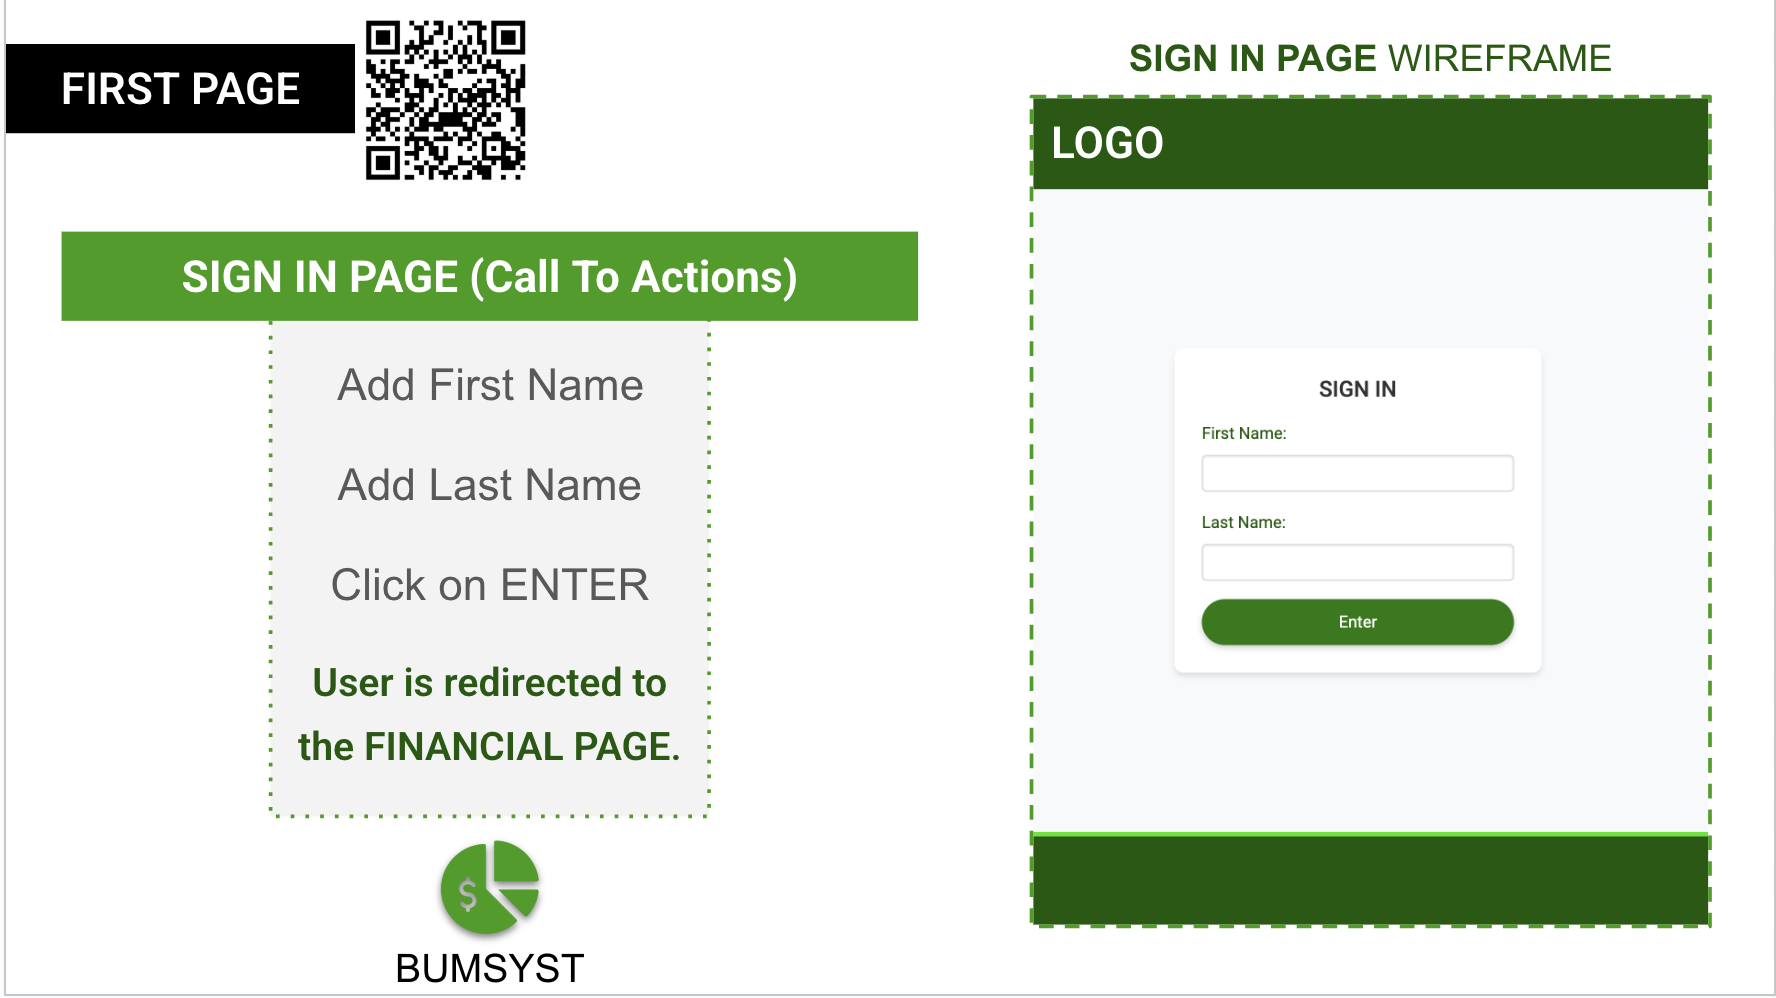 FIRST PAGE
SIGN IN PAGE (Call To Actions)
Add First Name
Add Last Name
Click on ENTER
User is redirected to
the FINANCIAL PAGE.
$
BUMSYST
SIGN IN PAGE WIREFRAME
LOGO
SIGN IN
First Name:
Last Name:
Enter